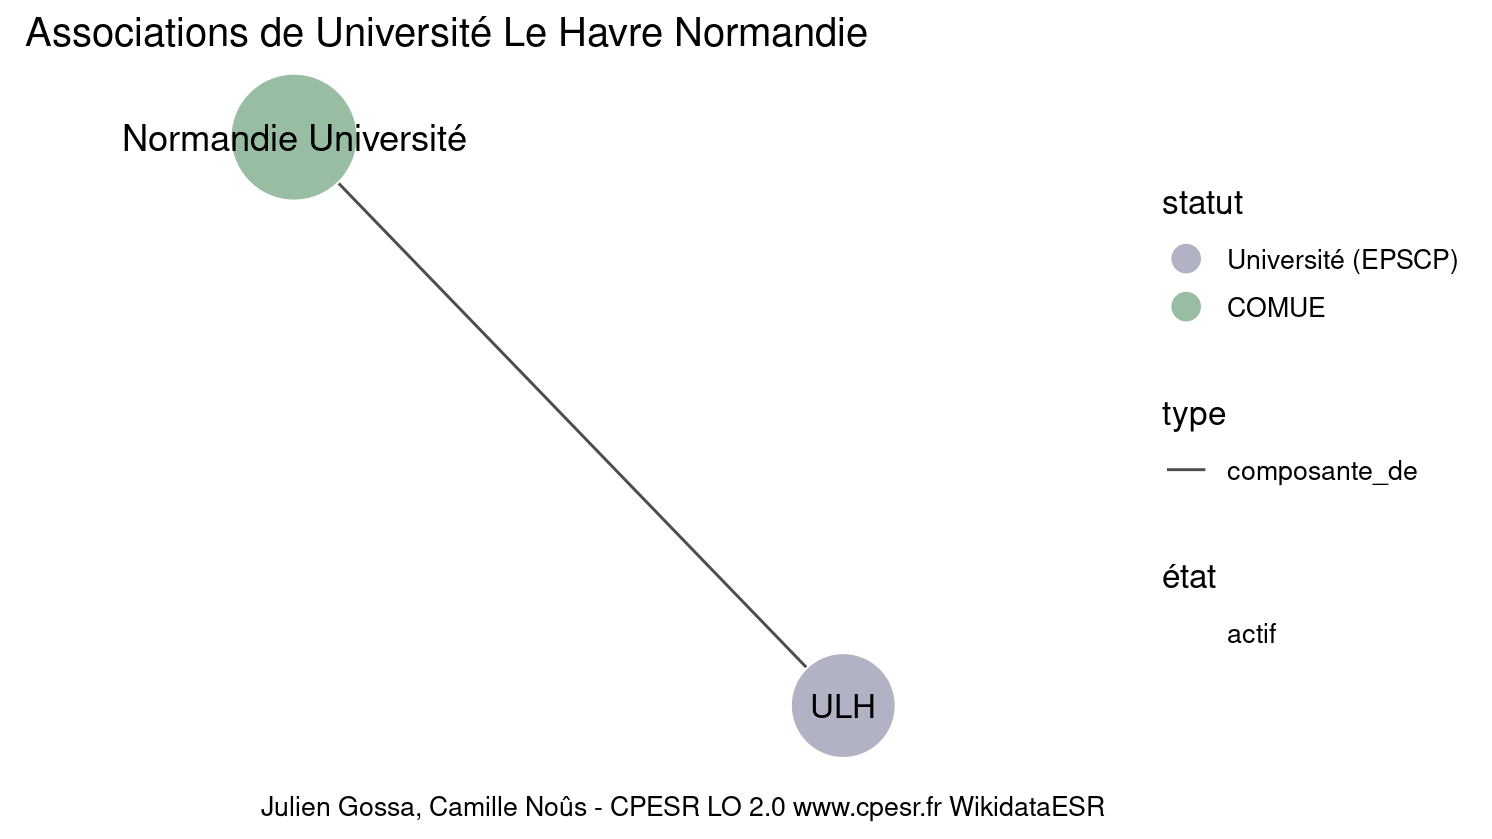 Associations de Université Le Havre Normandie
Normandie Université
statut
Université (EPSCP)
COMUE
type
composante_de
état
actif
ULH
Julien Gossa, Camille Noûs - CPESR LO 2.0 www.cpesr.fr WikidataESR